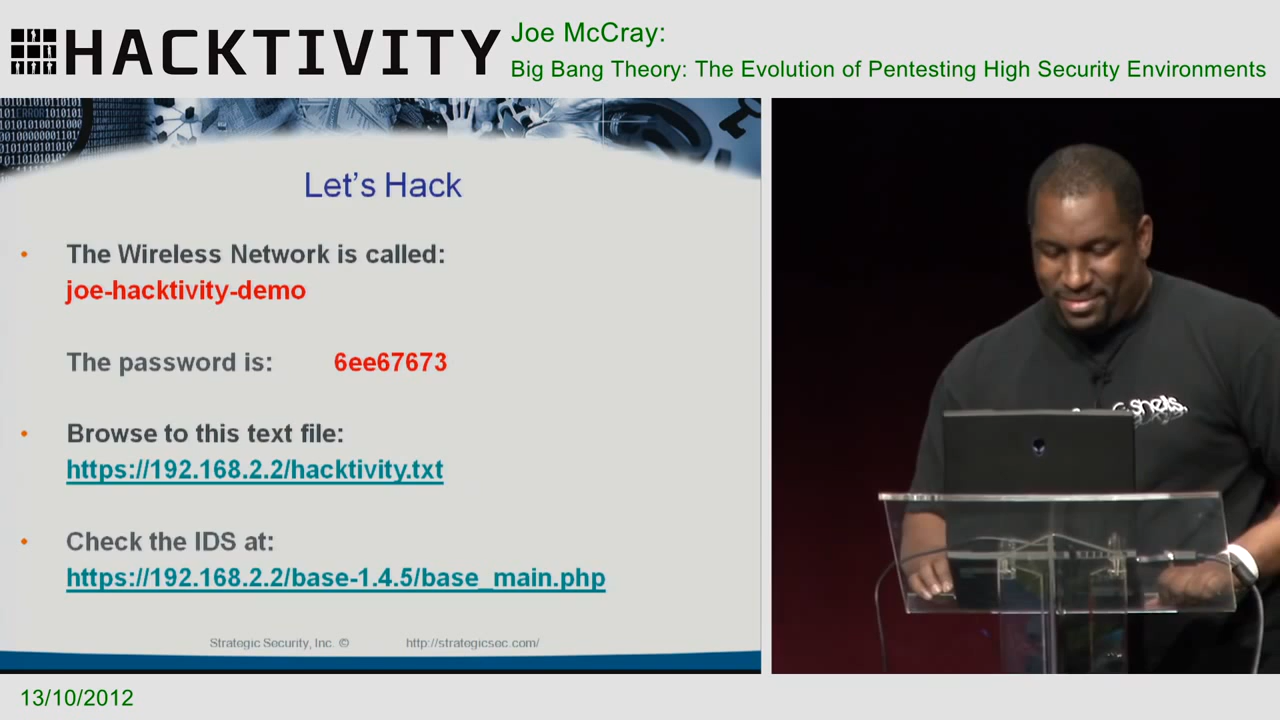 HACKTIVITY
Joe McCray:
Big Bang Theory: The Evolution of Pentesting High Security Environments
Let's Hack
• The Wireless Network is called:
joe-hacktivity-demo
The password is: 6ee67673
• Browse to this text file:
https://192.168.2.2/hacktivity.txt
• Check the IDS at:
https://192.168.2.2/base-1.4.5/base_main.php
Strategic Security, Inc. © http://strategicsec.com/
13/10/2012